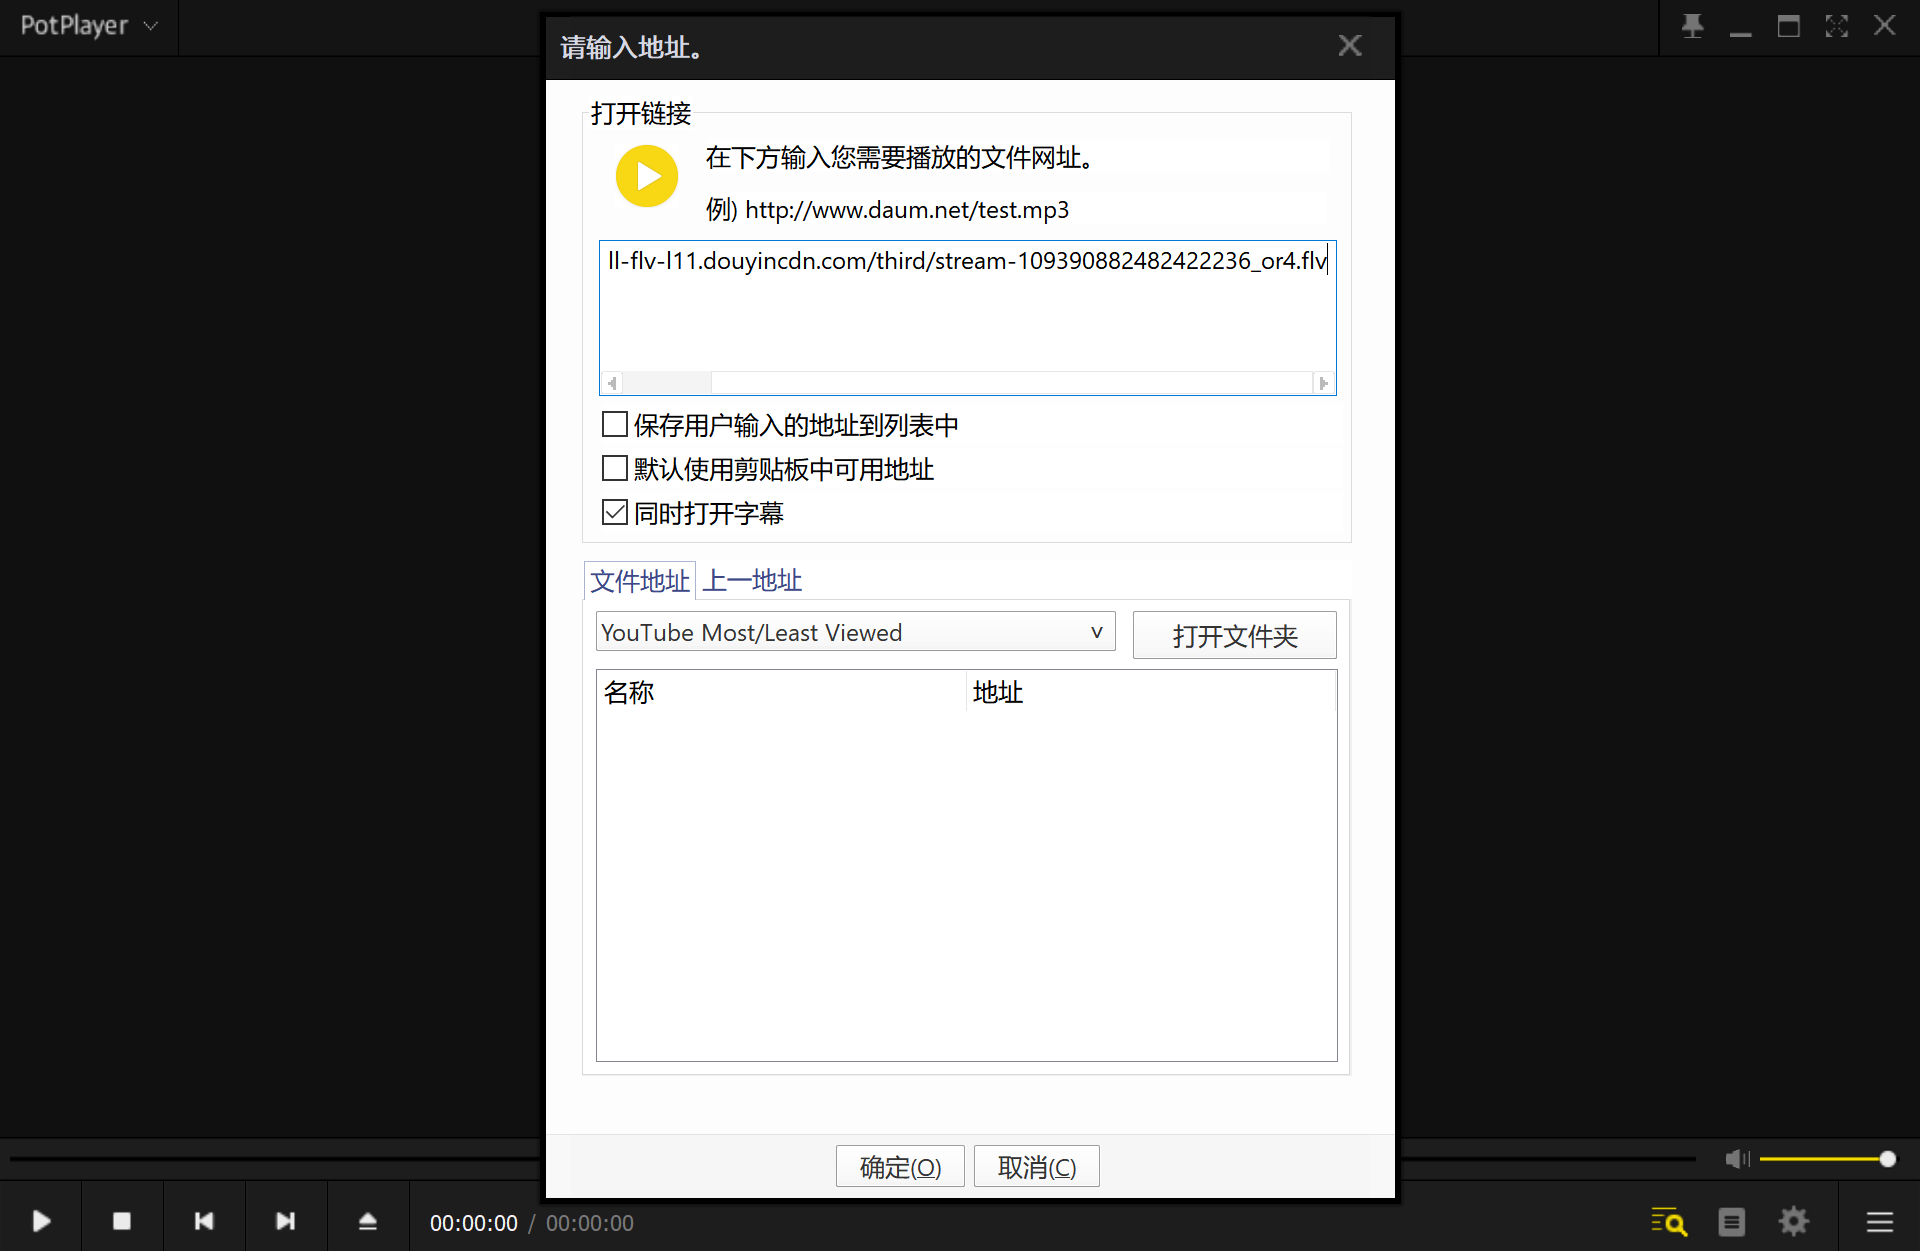 PotPlayer
请输入地址。
打开链接
在下方输入您需要播放的文件网址。
例) http://www.daum.net/test.mp3
ll-flv-l11.douyincdn.com/third/stream-109390882482422236_or4.flv
保存用户输入的地址到列表中
默认使用剪贴板中可用地址
同时打开字幕
文件地址 上一地址
YouTube Most/Least Viewed
打开文件夹
名称 地址
确定(O) 取消(C)
00:00:00 / 00:00:00